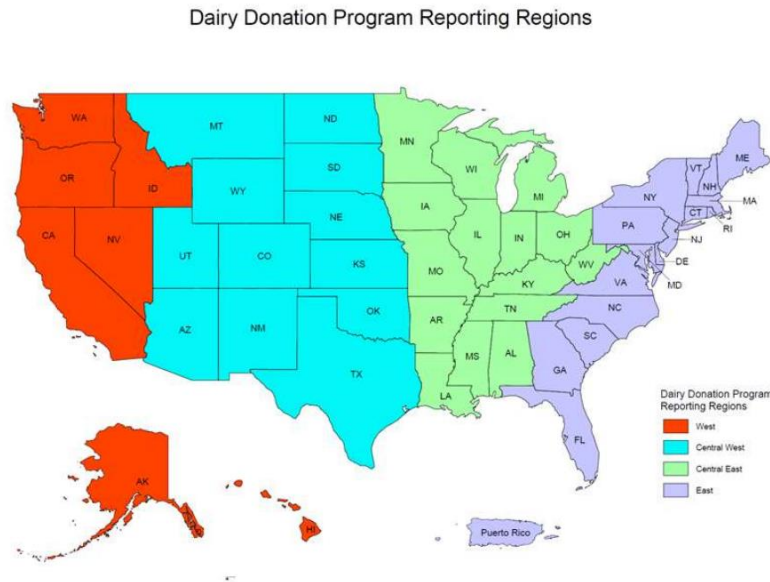 Dairy Donation Program Reporting Regions
WA
MT
ND
MN
ME
VT
NH
OR
ID
SD
WI
MI
NY
MA
WY
IA
CT
RI
PA
NE
NJ
CA
NV
UT
CO
IL
IN
OH
DE
KS
MO
WV
MD
KY
VA
TN
NC
AZ
NM
OK
AR
SC
MS
AL
GA
TX
LA
FL
Dairy Donation Program
Reporting Regions
West
Central West
Central East
East
AK
HI
Puerto Rico